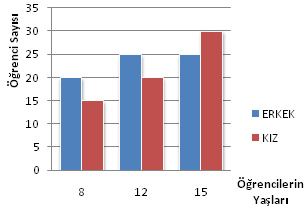 Öğrenci Sayısı
35
30
25
20
15
10
5
0
8 12 15
ERKEK
KIZ
Öğrencilerin
Yaşları